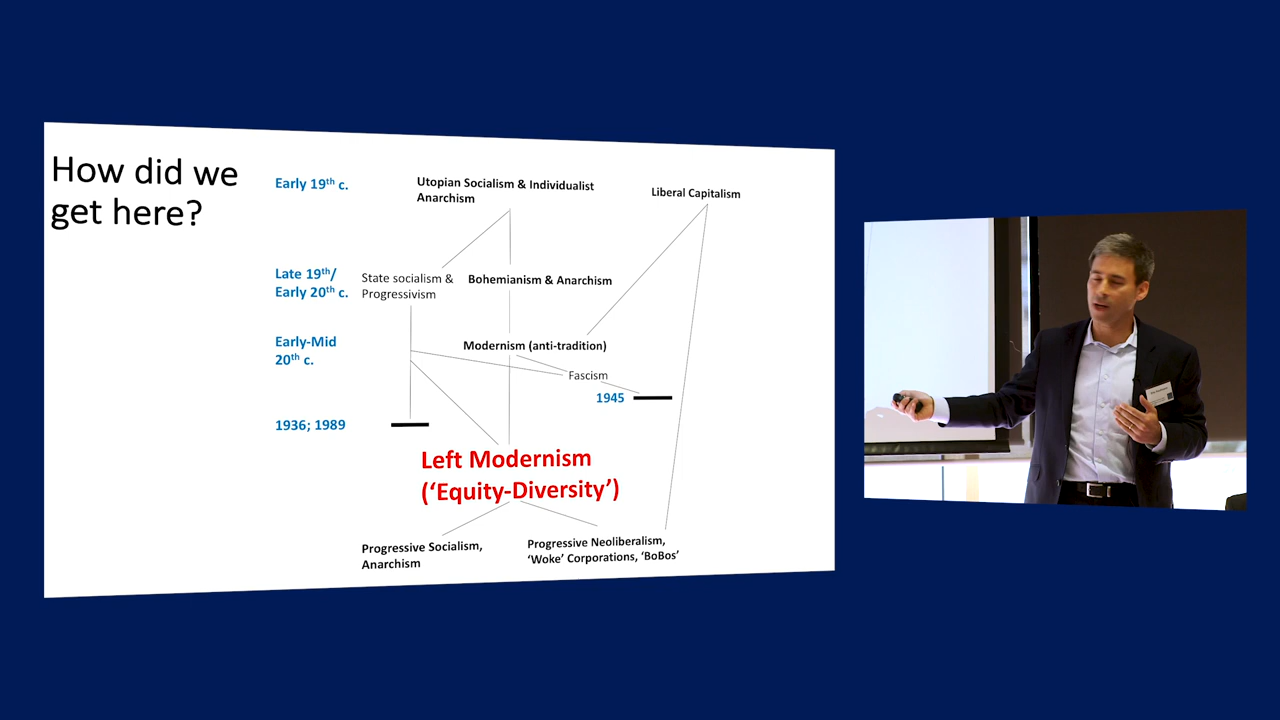 How did we
get here?
Early 19th c.
Utopian Socialism & Individualist
Anarchism
Liberal Capitalism
Late 19th/
Early 20th c.
State socialism &
Progressivism
Bohemianism & Anarchism
Early-Mid
20th c.
Modernism (anti-tradition)
Fascism
1945
1936; 1989
Left Modernism
(‘Equity-Diversity’)
Progressive Socialism,
Anarchism
Progressive Neoliberalism,
‘Woke’ Corporations, ‘BoBos’